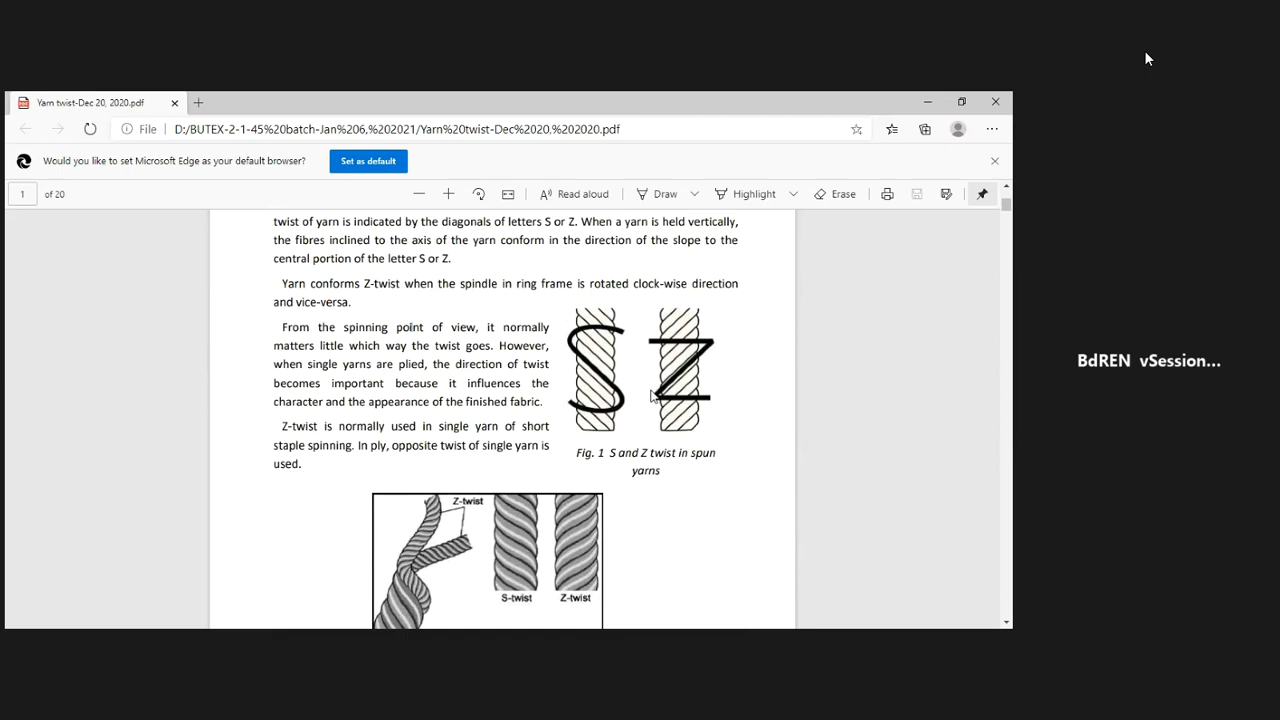 Yarn twist-Dec 20, 2020.pdf
File D:/BUTEX-2-1-45%20batch-Jan%206,%202021/Yarn%20twist-Dec%2020,%202020.pdf
Would you like to set Microsoft Edge as your default browser? Set as default
1 of 20 Read aloud Draw Highlight Erase
twist of yarn is indicated by the diagonals of letters S or Z. When a yarn is held vertically,
the fibres inclined to the axis of the yarn conform in the direction of the slope to the
central portion of the letter S or Z.
Yarn conforms Z-twist when the spindle in ring frame is rotated clock-wise direction
and vice-versa.
From the spinning point of view, it normally
matters little which way the twist goes. However,
when single yarns are plied, the direction of twist
becomes important because it influences the
character and the appearance of the finished fabric.
Z-twist is normally used in single yarn of short
staple spinning. In ply, opposite twist of single yarn is
used.
S Z
Fig. 1 S and Z twist in spun
yarns
Z-twist
S-twist Z-twist
BdREN vSession...